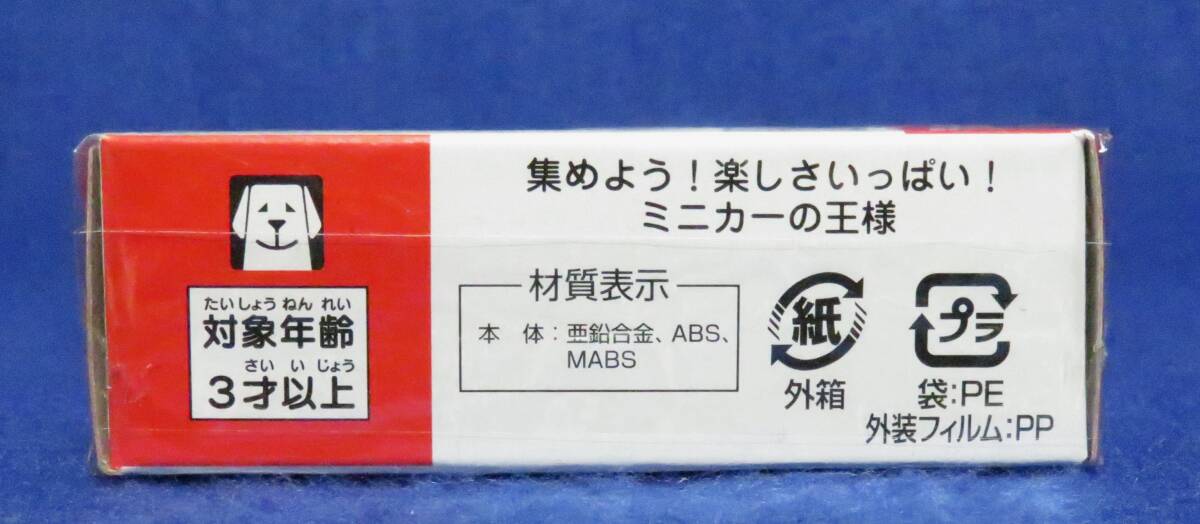 たいしょうねんれい
対象年齢
さいいじょう
3才以上
集めよう!楽しさいっぱい!
ミニカーの王様
材質表示
本 体:亜鉛合金、ABS、
MABS
紙
外箱
プラ
袋:PE
外装フィルム:PP